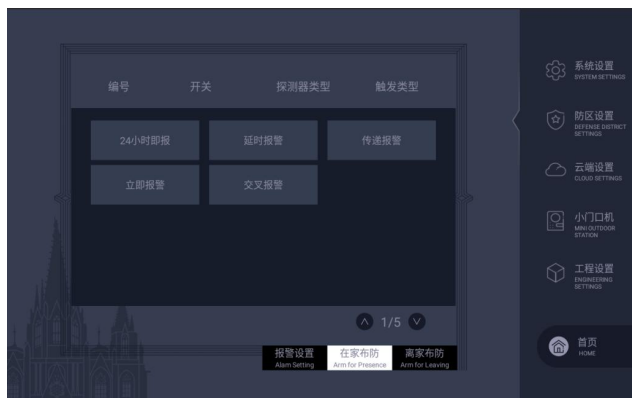 编号 开关 探测器类型 触发类型
24小时即报 延时报警 传递报警
立即报警 交叉报警
1/5
报警设置 在家布防 离家布防
Alam Setting Arm for Presence Arm for Leaving
系统设置
SYSTEM SETTINGS
防区设置
DEFENSE DISTRICT
SETTINGS
云端设置
CLOUD SETTINGS
小门口机
MINI OUTDOOR
STATION
工程设置
ENGINEERING
SETTINGS
首页
HOME